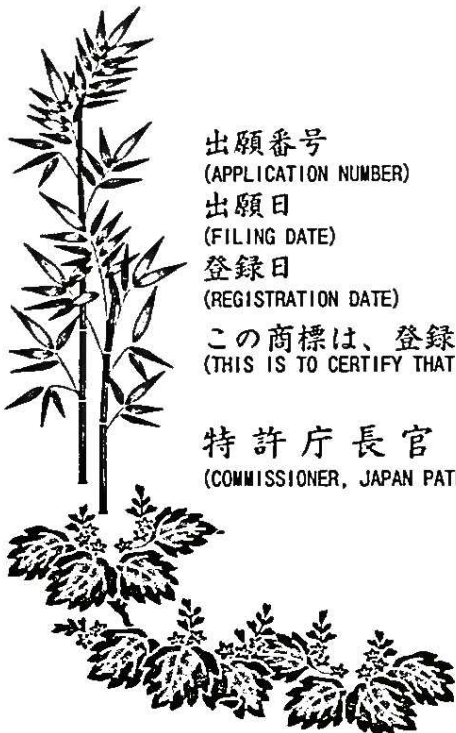 出願番号
(APPLICATION NUMBER)
出願日
(FILING DATE)
登録日
(REGISTRATION DATE)
この商標は、登録
(THIS IS TO CERTIFY THAT
特許庁長官
(COMMISSIONER, JAPAN PAT